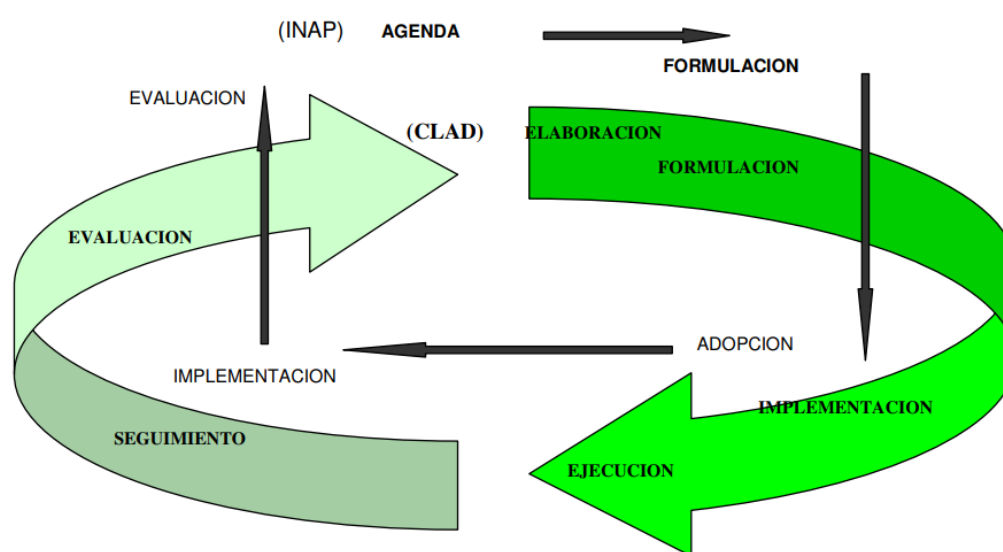 (INAP) AGENDA
FORMULACION
EVALUACION
(CLAD)
ELABORACION
FORMULACION
EVALUACION
ADOPCION
IMPLEMENTACION
IMPLEMENTACION
SEGUIMIENTO
EJECUCION